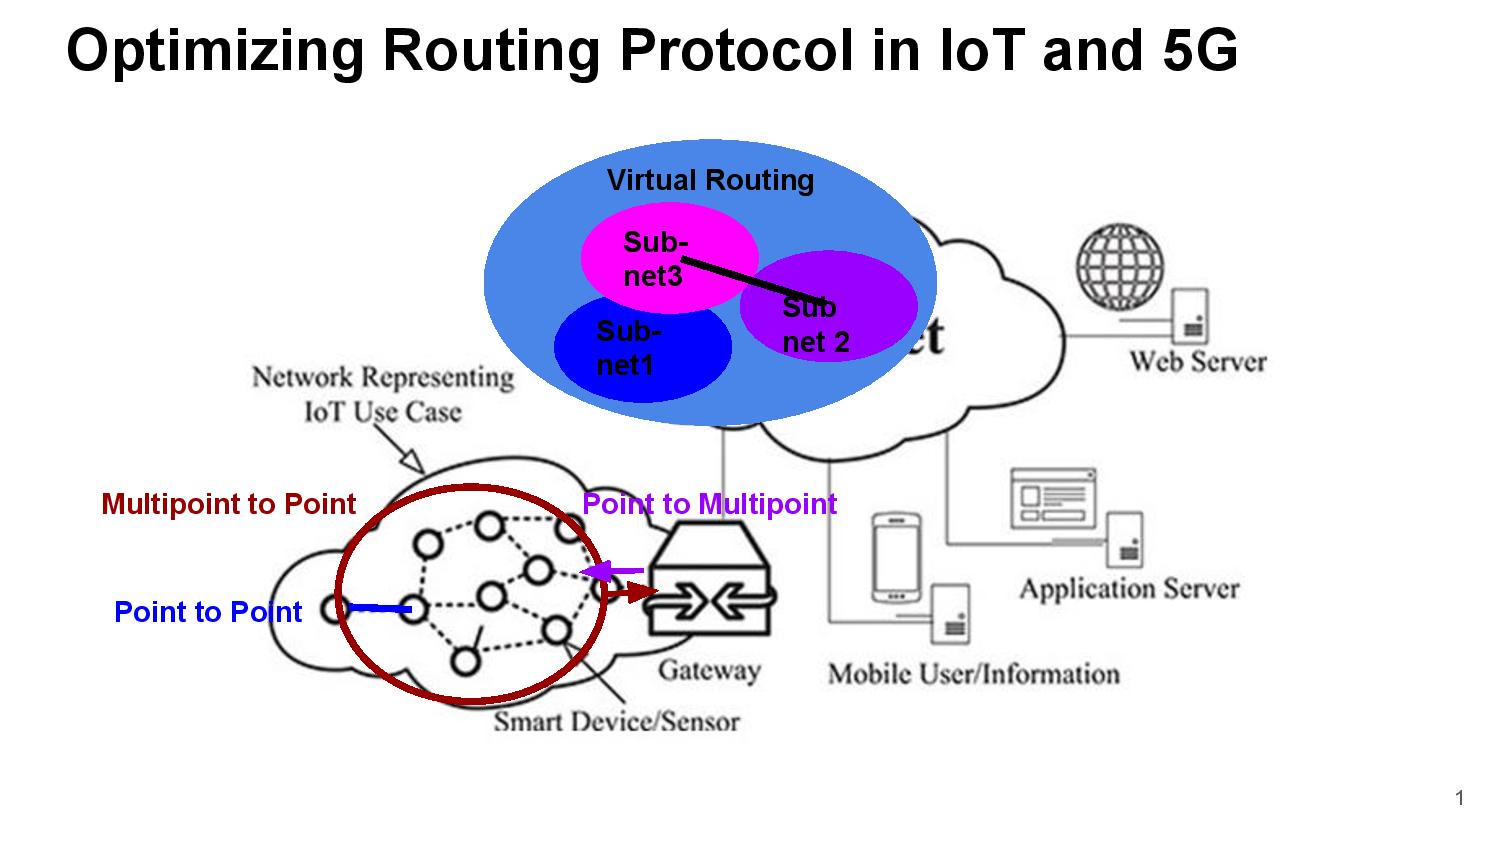 Optimizing Routing Protocol in IoT and 5G
Virtual Routing
Sub-
net3
Sub
net 2
Sub-
net1
et
Web Server
Network Representing
IoT Use Case
Multipoint to Point
Point to Multipoint
Point to Point
Application Server
Gateway
Mobile User/Information
Smart Device/Sensor
1